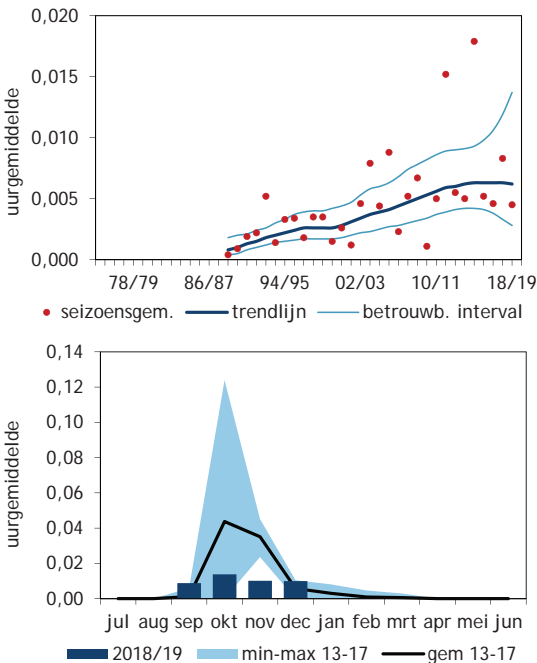 0,020
0,015
0,010
0,005
0,000
uurgemiddelde
78/79 86/87 94/95 02/03 10/11 18/19
seizoensgem. trendlijn betrouwb. interval
0,14
0,12
0,10
0,08
0,06
0,04
0,02
0,00
uurgemiddelde
jul aug sep okt nov dec jan feb mrt apr mei jun
2018/19 min-max 13-17 gem 13-17